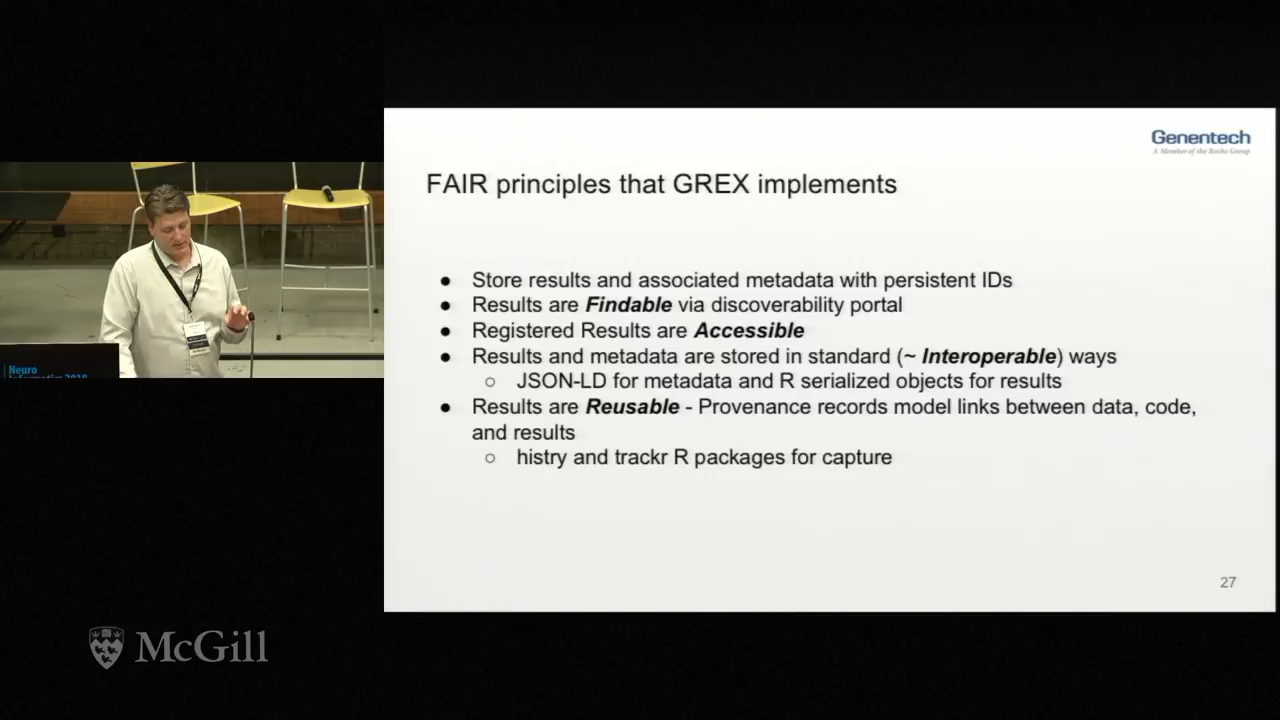 Genentech
A Member of the Roche Group
FAIR principles that GREX implements
● Store results and associated metadata with persistent IDs
● Results are Findable via discoverability portal
● Registered Results are Accessible
● Results and metadata are stored in standard (~ Interoperable) ways
○ JSON-LD for metadata and R serialized objects for results
● Results are Reusable - Provenance records model links between data, code,
and results
○ histry and trackr R packages for capture
27
Neuro
Informatics 2018
McGill